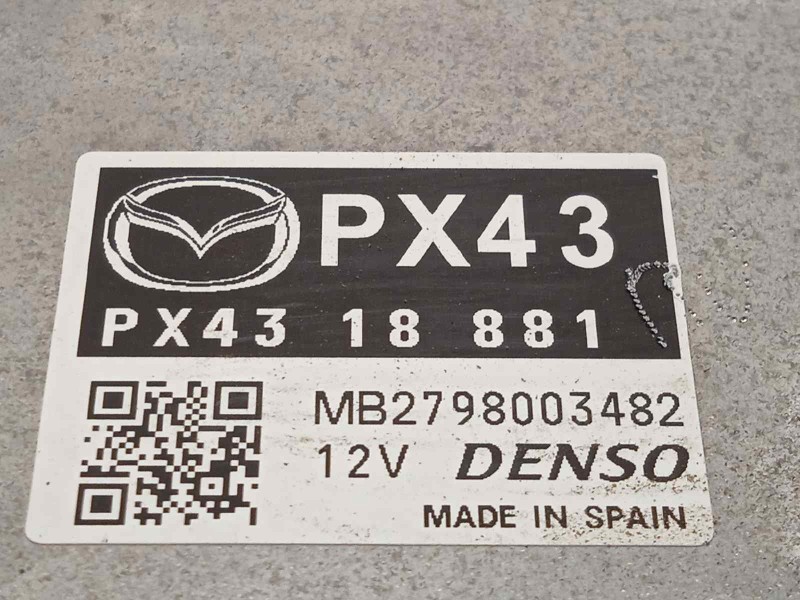 PX43
PX43 18 881
MB2798003482
12V DENSO
MADE IN SPAIN